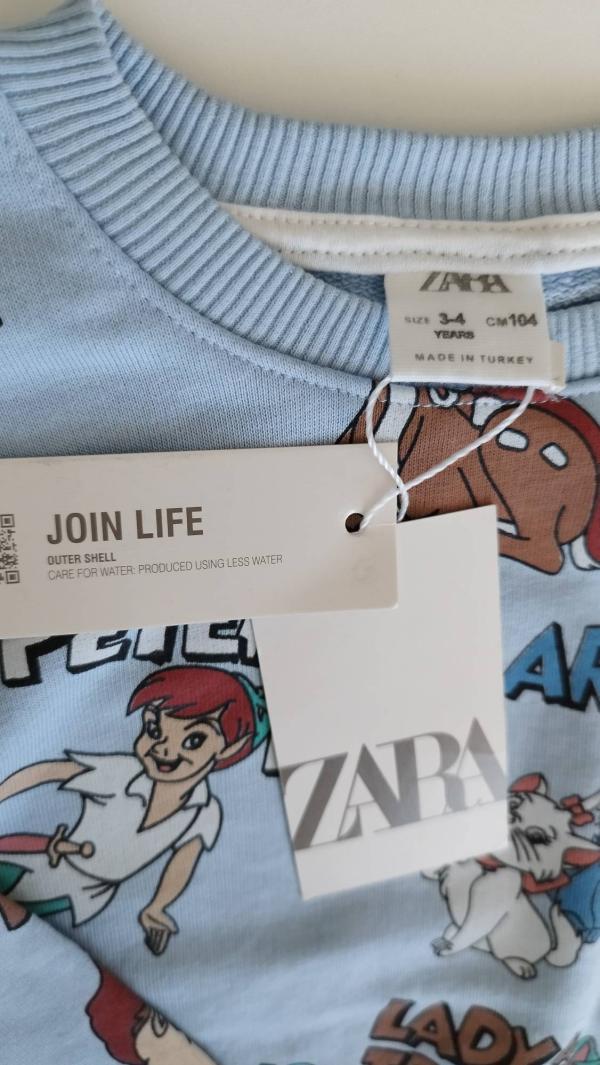 ZARA
SIZE 3-4 CM 104
YEARS
MADE IN TURKEY
JOIN LIFE
OUTER SHELL
CARE FOR WATER: PRODUCED USING LESS WATER
ZARA
LADY